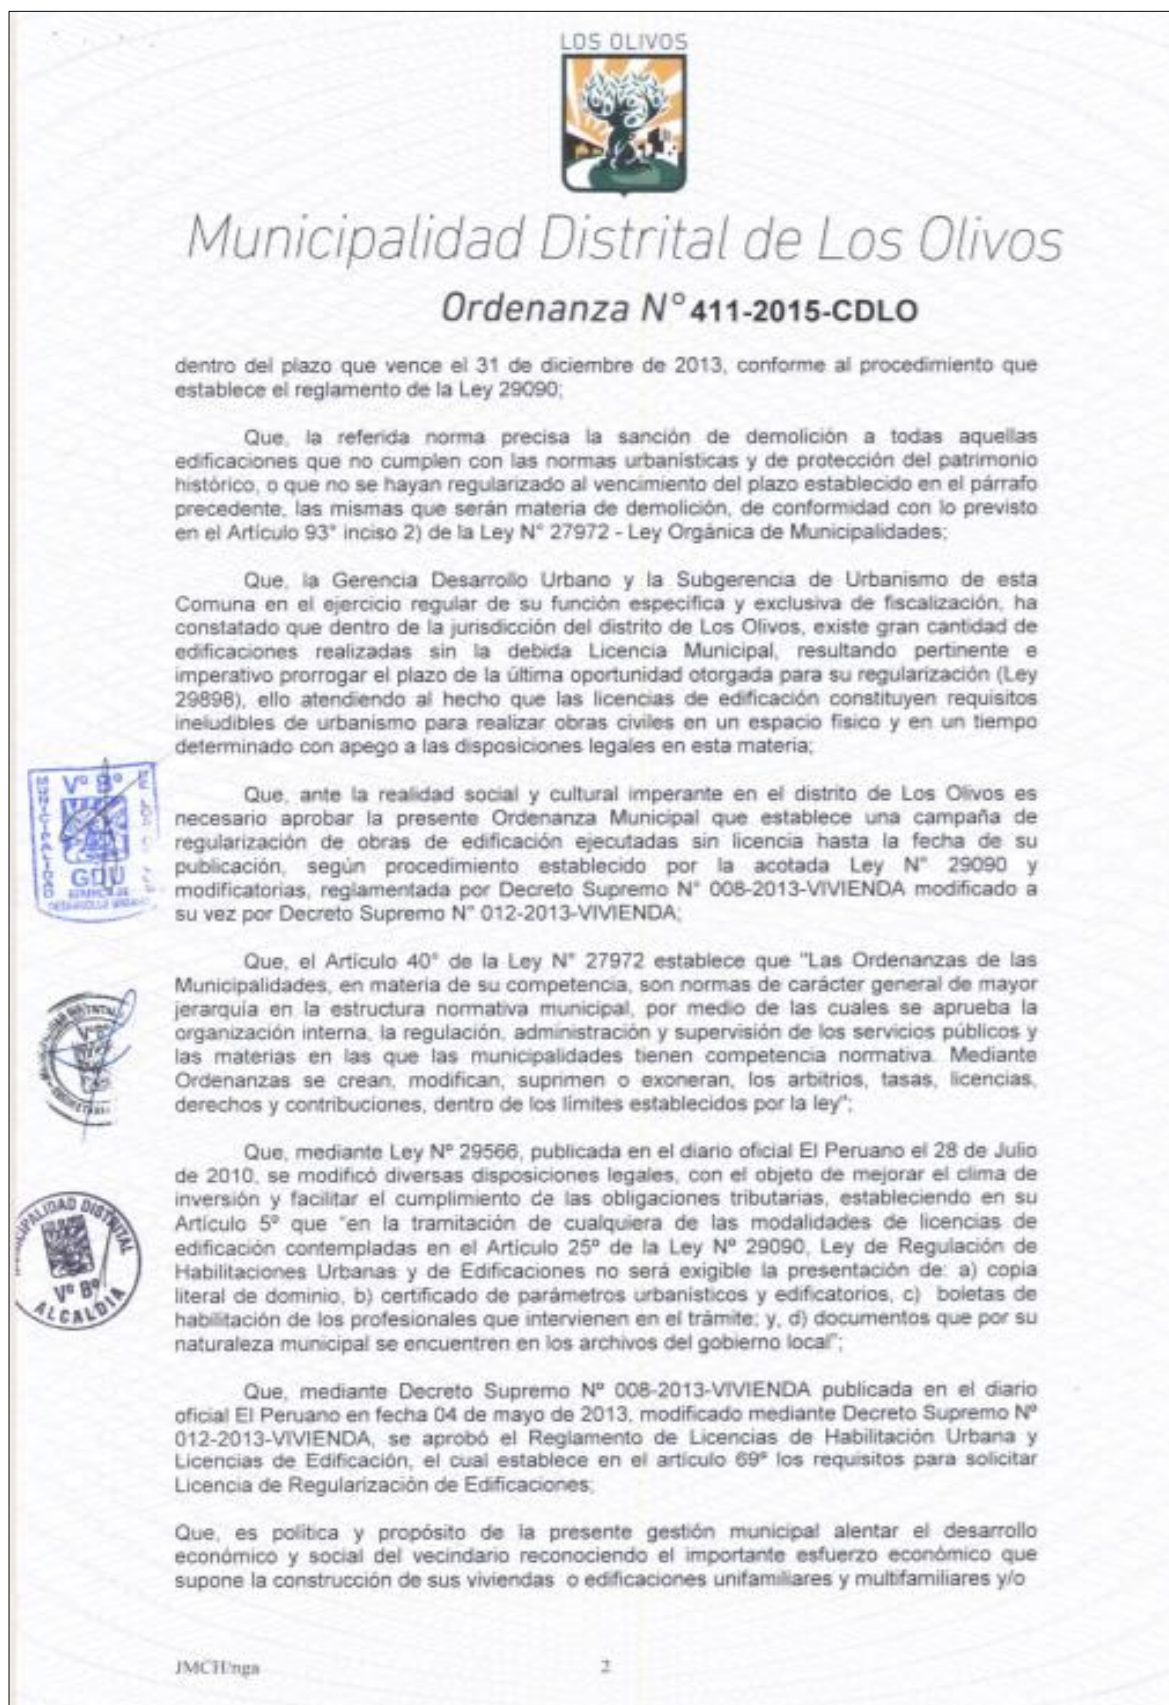 LOS OLIVOS
Municipalidad Distrital de Los Olivos
Ordenanza N° 411-2015-CDLO
dentro del plazo que vence el 31 de diciembre de 2013, conforme al procedimiento que
establece el reglamento de la Ley 29090;
Que, la referida norma precisa la sanción de demolición a todas aquellas
edificaciones que no cumplen con las normas urbanísticas y de protección del patrimonio
histórico, o que no se hayan regularizado al vencimiento del plazo establecido en el párrafo
precedente, las mismas que serán materia de demolición, de conformidad con lo previsto
en el Artículo 93° inciso 2) de la Ley N° 27972 - Ley Orgánica de Municipalidades;
Que, la Gerencia Desarrollo Urbano y la Subgerencia de Urbanismo de esta
Comuna en el ejercicio regular de su función específica y exclusiva de fiscalización, ha
constatado que dentro de la jurisdicción del distrito de Los Olivos, existe gran cantidad de
edificaciones realizadas sin la debida Licencia Municipal, resultando pertinente e
imperativo prorrogar el plazo de la última oportunidad otorgada para su regularización (Ley
29898), ello atendiendo al hecho que las licencias de edificación constituyen requisitos
ineludibles de urbanismo para realizar obras civiles en un espacio físico y en un tiempo
determinado con apego a las disposiciones legales en esta materia;
Que, ante la realidad social y cultural imperante en el distrito de Los Olivos es
necesario aprobar la presente Ordenanza Municipal que establece una campaña de
regularización de obras de edificación ejecutadas sin licencia hasta la fecha de su
publicación, según procedimiento establecido por la acotada Ley N° 29090 y
modificatorias, reglamentada por Decreto Supremo N° 008-2013-VIVIENDA modificado a
su vez por Decreto Supremo N° 012-2013-VIVIENDA;
Que, el Artículo 40° de la Ley N° 27972 establece que "Las Ordenanzas de las
Municipalidades, en materia de su competencia, son normas de carácter general de mayor
jerarquía en la estructura normativa municipal, por medio de las cuales se aprueba la
organización interna, la regulación, administración y supervisión de los servicios públicos y
las materias en las que las municipalidades tienen competencia normativa. Mediante
Ordenanzas se crean, modifican, suprimen o exoneran, los arbitrios, tasas, licencias,
derechos y contribuciones, dentro de los límites establecidos por la ley";
Que, mediante Ley Nº 29566, publicada en el diario oficial El Peruano el 28 de Julio
de 2010, se modificó diversas disposiciones legales, con el objeto de mejorar el clima de
inversión y facilitar el cumplimiento de las obligaciones tributarias, estableciendo en su
Artículo 5º que "en la tramitación de cualquiera de las modalidades de licencias de
edificación contempladas en el Artículo 25º de la Ley Nº 29090, Ley de Regulación de
Habilitaciones Urbanas y de Edificaciones no será exigible la presentación de: a) copia
literal de dominio, b) certificado de parámetros urbanísticos y edificatorios, c) boletas de
habilitación de los profesionales que intervienen en el trámite; y, d) documentos que por su
naturaleza municipal se encuentren en los archivos del gobierno local";
Que, mediante Decreto Supremo Nº 008-2013-VIVIENDA publicada en el diario
oficial El Peruano en fecha 04 de mayo de 2013, modificado mediante Decreto Supremo Nº
012-2013-VIVIENDA, se aprobó el Reglamento de Licencias de Habilitación Urbana y
Licencias de Edificación, el cual establece en el artículo 69º los requisitos para solicitar
Licencia de Regularización de Edificaciones;
Que, es política y propósito de la presente gestión municipal alentar el desarrollo
económico y social del vecindario reconociendo el importante esfuerzo económico que
supone la construcción de sus viviendas o edificaciones unifamiliares y multifamiliares y/o
Vº Bº
MUNICIPALIDAD
GDU
GERENCIA DE
DESARROLLO URBANO
DISTRITAL
Vº Bº
ALCALDIA
JMCH/nga
2